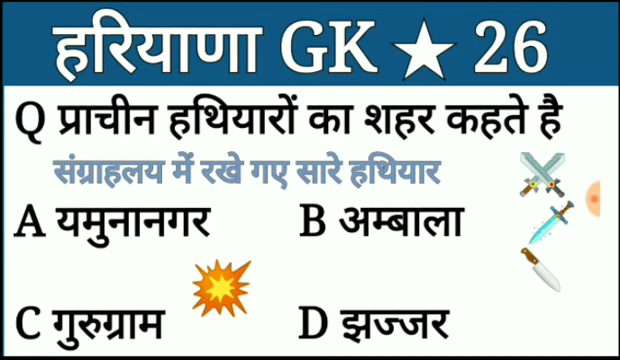 हरियाणा GK ★ 26
Q प्राचीन हथियारों का शहर कहते है
संग्राहलय में रखे गए सारे हथियार
A यमुनानगर B अम्बाला
C गुरुग्राम D झज्जर